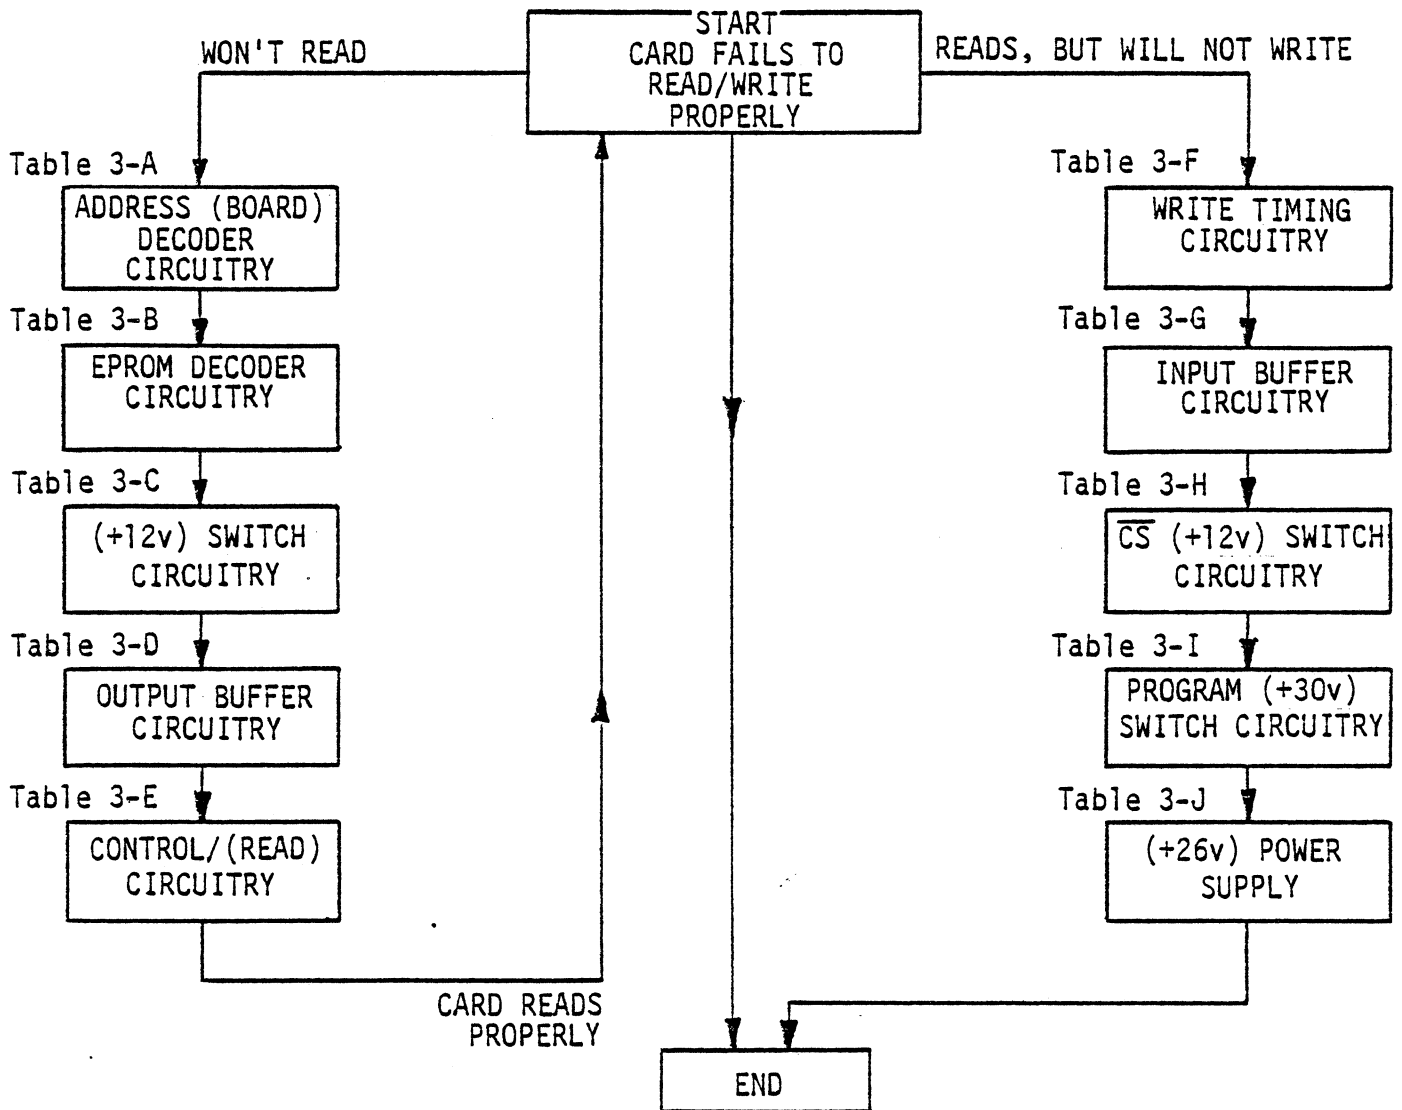 START
CARD FAILS TO
READ/WRITE
PROPERLY
WON'T READ
READS, BUT WILL NOT WRITE
Table 3-A
ADDRESS (BOARD)
DECODER
CIRCUITRY
Table 3-B
EPROM DECODER
CIRCUITRY
Table 3-C
(+12v) SWITCH
CIRCUITRY
Table 3-D
OUTPUT BUFFER
CIRCUITRY
Table 3-E
CONTROL/(READ)
CIRCUITRY
CARD READS
PROPERLY
Table 3-F
WRITE TIMING
CIRCUITRY
Table 3-G
INPUT BUFFER
CIRCUITRY
Table 3-H
C̅S̅ (+12v) SWITCH
CIRCUITRY
Table 3-I
PROGRAM (+30v)
SWITCH CIRCUITRY
Table 3-J
(+26v) POWER
SUPPLY
END